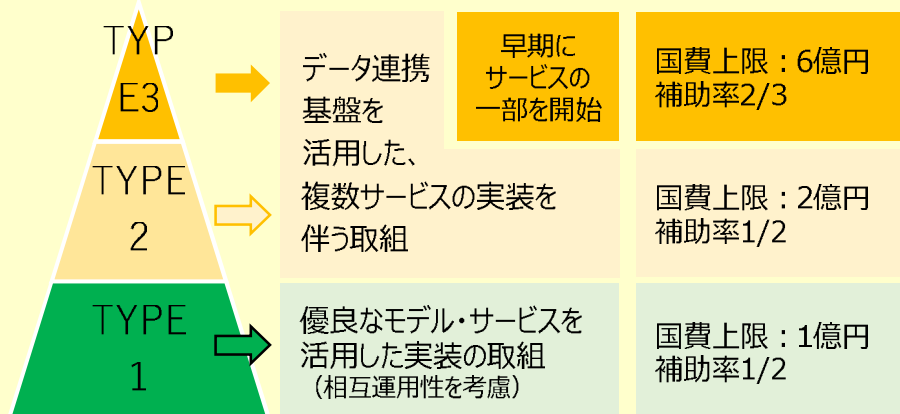 TYP
E3
データ連携
基盤を
活用した、
複数サービスの実装を
伴う取組
早期に
サービスの
一部を開始
国費上限：6億円
補助率2/3
TYPE
2
国費上限：2億円
補助率1/2
TYPE
1
優良なモデル・サービスを
活用した実装の取組
（相互運用性を考慮）
国費上限：1億円
補助率1/2